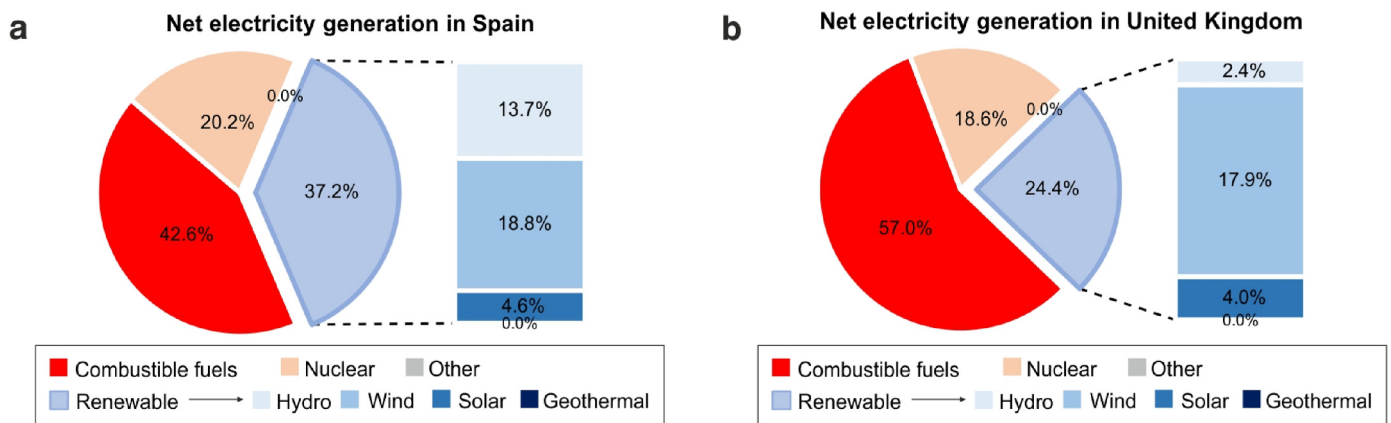 a
Net electricity generation in Spain
0.0%
20.2%
37.2%
42.6%
13.7%
18.8%
4.6%
0.0%
Combustible fuels Nuclear Other
Renewable Hydro Wind Solar Geothermal
b
Net electricity generation in United Kingdom
0.0%
18.6%
24.4%
57.0%
2.4%
17.9%
4.0%
0.0%
Combustible fuels Nuclear Other
Renewable Hydro Wind Solar Geothermal